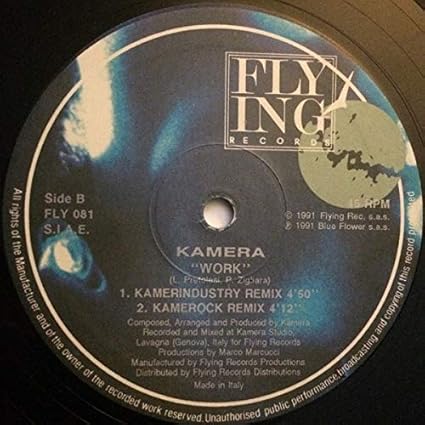 FLY
ING
RECORDS
Side B
FLY 081
S.I.A.E.
45 RPM
© 1991 Flying Rec. s.a.s.
℗ 1991 Blue Flower s.a.s.
KAMERA
"WORK"
(L. Pretolesi, P. Zighara)
1. KAMERINDUSTRY REMIX 4'50"
2. KAMEROCK REMIX 4'12"
Composed, Arranged and Produced by Kamera
Recorded and Mixed at Kamera Studio,
Lavagna (Genova), Italy for Flying Records
Productions by Marco Marcucci
Manufactured by Flying Records Productions
Distributed by Flying Records Distributions
Made in Italy
All rights of the Manufacturer and of the owner of the recorded work reserved. Unauthorised public performance, broadcasting and copying of this record